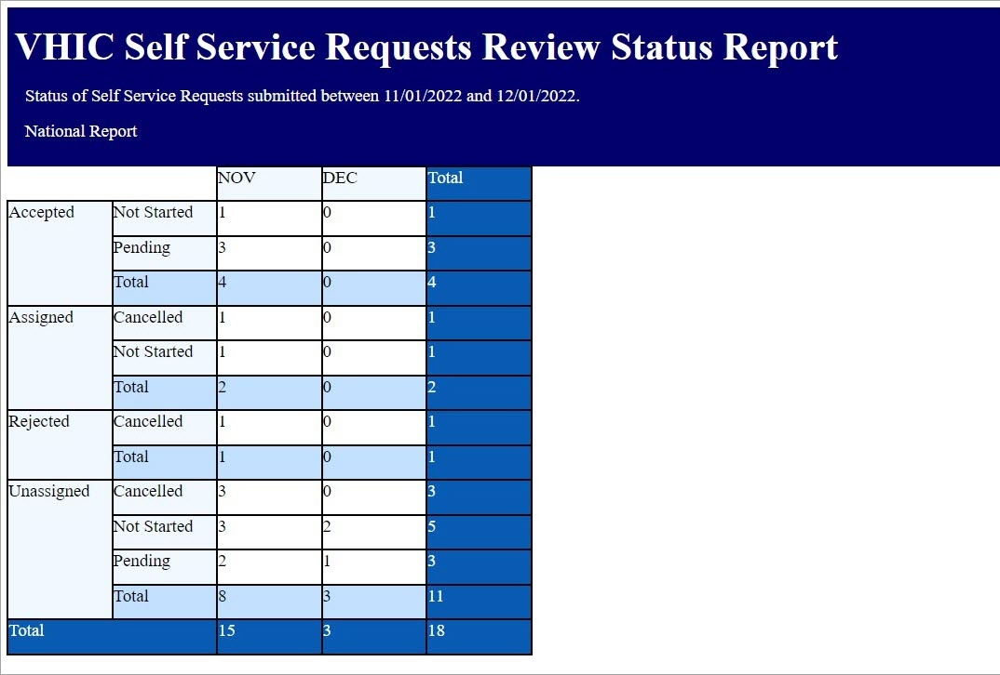 VHIC Self Service Requests Review Status Report
Status of Self Service Requests submitted between 11/01/2022 and 12/01/2022.
National Report
NOV DEC Total
Accepted Not Started 1 0 1
Pending 3 0 3
Total 4 0 4
Assigned Cancelled 1 0 1
Not Started 1 0 1
Total 2 0 2
Rejected Cancelled 1 0 1
Total 1 0 1
Unassigned Cancelled 3 0 3
Not Started 3 2 5
Pending 2 1 3
Total 8 3 11
Total 15 3 18